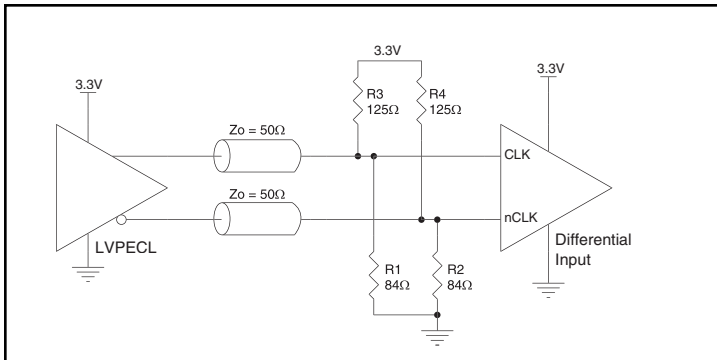 3.3V
3.3V
3.3V
R3
125Ω
R4
125Ω
Zo = 50Ω
CLK
Zo = 50Ω
nCLK
LVPECL
Differential
Input
R1
84Ω
R2
84Ω